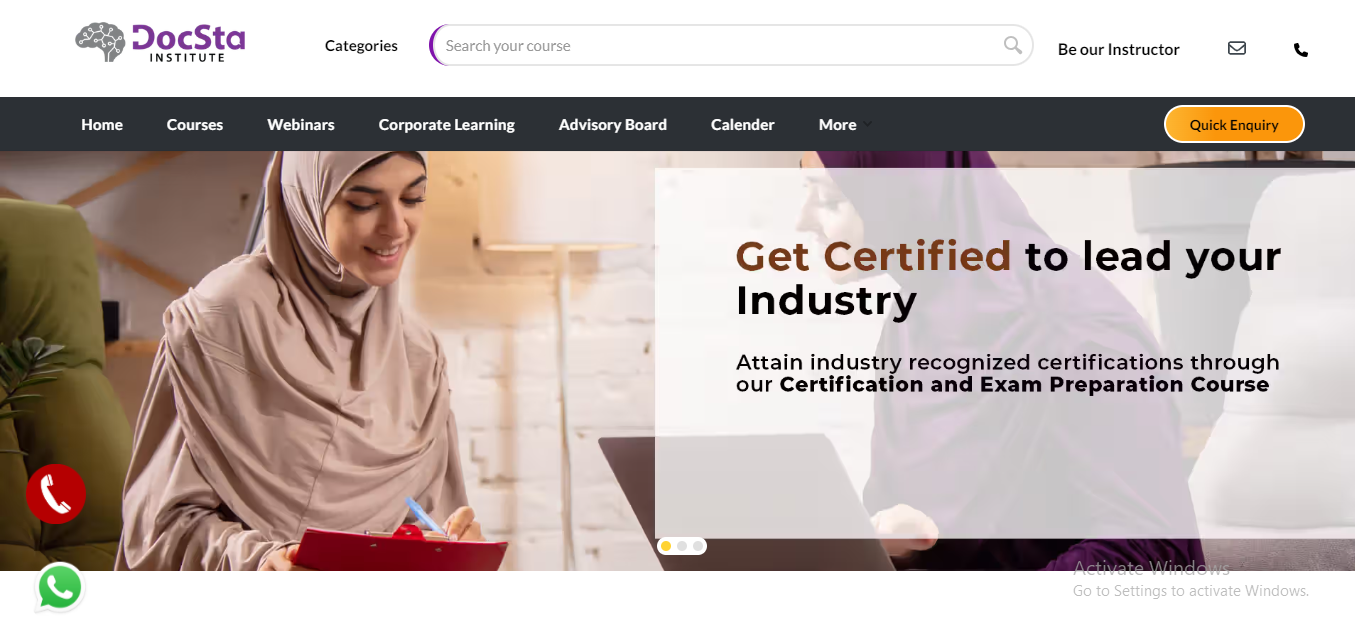 DocSta
INSTITUTE
Categories
Search your course
Be our Instructor
Home
Courses
Webinars
Corporate Learning
Advisory Board
Calender
More
Quick Enquiry
Get Certified to lead your
Industry
Attain industry recognized certifications through
our Certification and Exam Preparation Course
Activate Windows
Go to Settings to activate Windows.